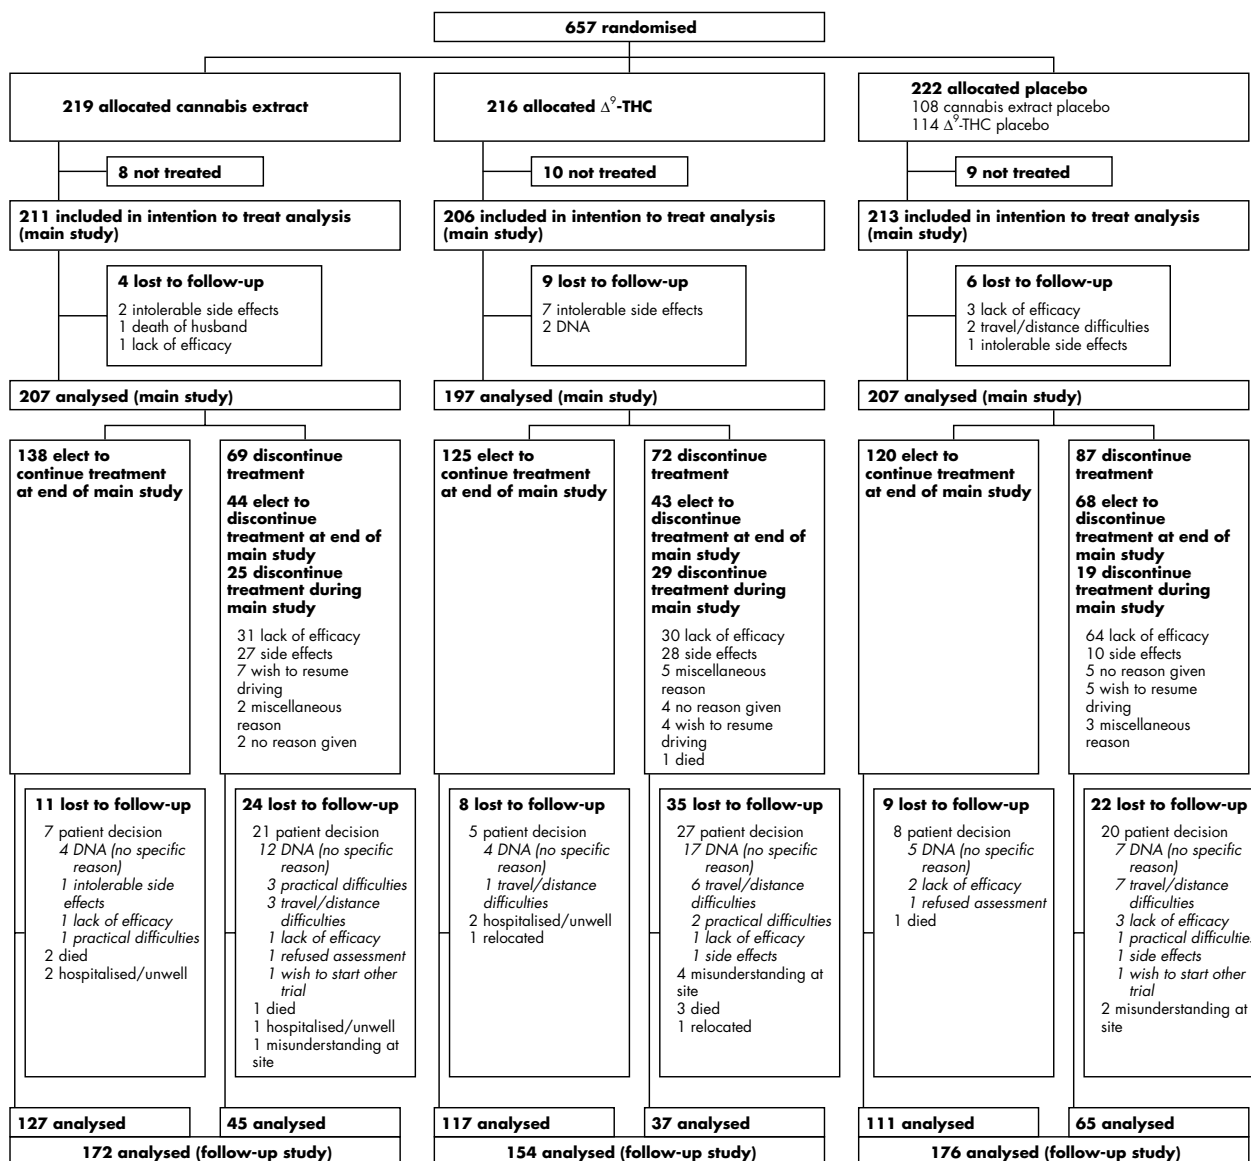 657 randomised
219 allocated cannabis extract
216 allocated Δ⁹-THC
222 allocated placebo
108 cannabis extract placebo
114 Δ⁹-THC placebo
8 not treated
10 not treated
9 not treated
211 included in intention to treat analysis
(main study)
206 included in intention to treat analysis
(main study)
213 included in intention to treat analysis
(main study)
4 lost to follow-up
2 intolerable side effects
1 death of husband
1 lack of efficacy
9 lost to follow-up
7 intolerable side effects
2 DNA
6 lost to follow-up
3 lack of efficacy
2 travel/distance difficulties
1 intolerable side effects
207 analysed (main study)
197 analysed (main study)
207 analysed (main study)
138 elect to
continue treatment
at end of main study
69 discontinue
treatment
44 elect to
discontinue
treatment at end of
main study
25 discontinue
treatment during
main study
31 lack of efficacy
27 side effects
7 wish to resume
driving
2 miscellaneous
reason
2 no reason given
125 elect to
continue treatment
at end of main study
72 discontinue
treatment
43 elect to
discontinue
treatment at end of
main study
29 discontinue
treatment during
main study
30 lack of efficacy
28 side effects
5 miscellaneous
reason
4 no reason given
4 wish to resume
driving
1 died
120 elect to
continue treatment
at end of main study
87 discontinue
treatment
68 elect to
discontinue
treatment at end of
main study
19 discontinue
treatment during
main study
64 lack of efficacy
10 side effects
5 no reason given
5 wish to resume
driving
3 miscellaneous
reason
11 lost to follow-up
7 patient decision
4 DNA (no specific
reason)
1 intolerable side
effects
1 lack of efficacy
1 practical difficulties
2 died
2 hospitalised/unwell
24 lost to follow-up
21 patient decision
12 DNA (no specific
reason)
3 practical difficulties
3 travel/distance
difficulties
1 lack of efficacy
1 refused assessment
1 wish to start other
trial
1 died
1 hospitalised/unwell
1 misunderstanding at
site
8 lost to follow-up
5 patient decision
4 DNA (no specific
reason)
1 travel/distance
difficulties
2 hospitalised/unwell
1 relocated
35 lost to follow-up
27 patient decision
17 DNA (no specific
reason)
6 travel/distance
difficulties
2 practical difficulties
1 lack of efficacy
1 side effects
4 misunderstanding at
site
3 died
1 relocated
9 lost to follow-up
8 patient decision
5 DNA (no specific
reason)
2 lack of efficacy
1 refused assessment
1 died
22 lost to follow-up
20 patient decision
7 DNA (no specific
reason)
7 travel/distance
difficulties
3 lack of efficacy
1 practical difficulties
1 side effects
1 wish to start other
trial
2 misunderstanding at
site
127 analysed
45 analysed
117 analysed
37 analysed
111 analysed
65 analysed
172 analysed (follow-up study)
154 analysed (follow-up study)
176 analysed (follow-up study)